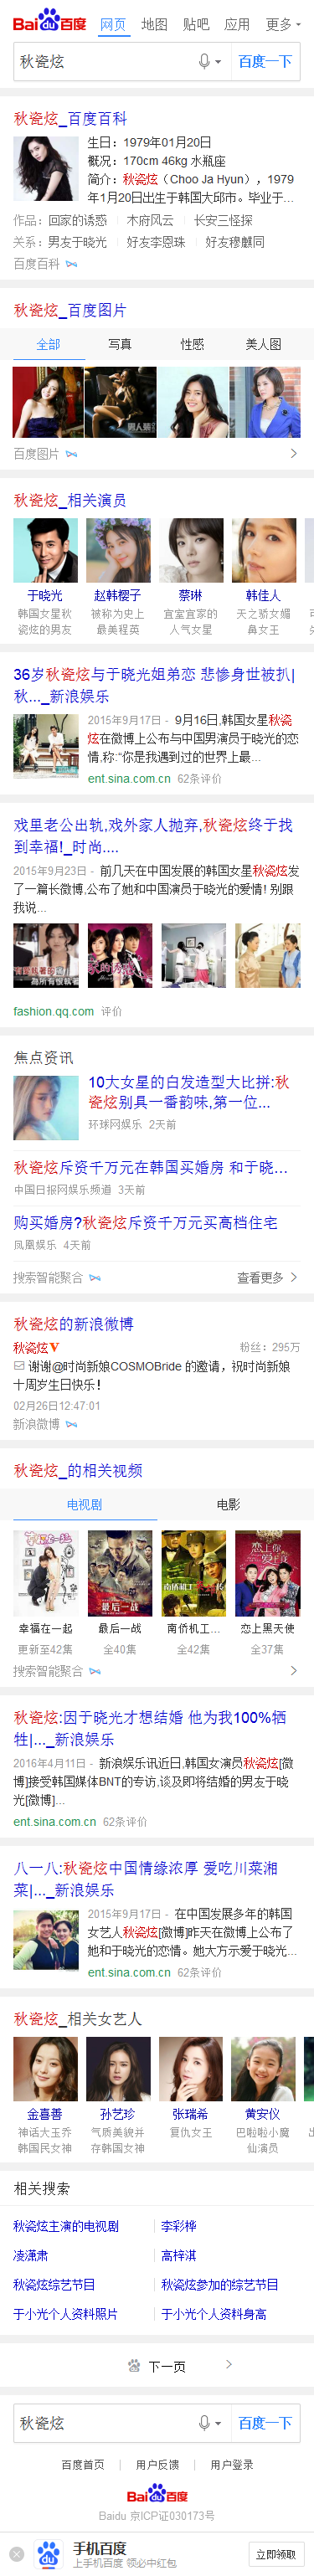 Bai百度 网页 地图 贴吧 应用 更多
秋瓷炫 百度一下
秋瓷炫_百度百科
生日：1979年01月20日
概况：170cm 46kg 水瓶座
简介：秋瓷炫（Choo Ja Hyun），1979
年1月20日出生于韩国大邱市。毕业于...
作品： 回家的诱惑 木府风云 长安三怪探
关系： 男友于晓光 好友李恩珠 好友穆麒同
百度百科
秋瓷炫_百度图片
全部 写真 性感 美人图
男人装
百度图片
秋瓷炫_相关演员
于晓光 赵韩樱子 蔡琳 韩佳人
韩国女星秋 被称为史上 宜室宜家的 天之骄女媚
瓷炫的男友 最美程英 人气女星 鼻女王
36岁秋瓷炫与于晓光姐弟恋 悲惨身世被扒|
秋..._新浪娱乐
2015年9月17日 - 9月16日,韩国女星秋瓷
炫在微博上公布与中国男演员于晓光的恋
情,称:“你是我遇到过的世界上最...
ent.sina.com.cn 62条评价
戏里老公出轨,戏外家人抛弃,秋瓷炫终于找
到幸福!_时尚....
2015年9月23日 - 前几天在中国发展的韩国女星秋瓷炫发
了一篇长微博,公布了她和中国演员于晓光的爱情! 别跟
我说...
fashion.qq.com 评价
焦点资讯
10大女星的白发造型大比拼:秋
瓷炫别具一番韵味,第一位...
环球网娱乐 2天前
秋瓷炫斥资千万元在韩国买婚房 和于晓...
中国日报网娱乐频道 3天前
购买婚房?秋瓷炫斥资千万元买高档住宅
凤凰娱乐 4天前
搜索智能聚合 查看更多
秋瓷炫的新浪微博
秋瓷炫V 粉丝：295万
谢谢@时尚新娘COSMOBride 的邀请，祝时尚新娘
十周岁生日快乐！
02月26日12:47:01
新浪微博
秋瓷炫_的相关视频
电视剧 电影
幸福在一起 最后一战 南侨机工... 恋上黑天使
更新至42集 全40集 全42集 全37集
搜索智能聚合
秋瓷炫:因于晓光才想结婚 他为我100%牺
牲|..._新浪娱乐
2016年4月11日 - 新浪娱乐讯近日,韩国女演员秋瓷炫[微
博]接受韩国媒体BNT的专访,谈及即将结婚的男友于晓
光[微博]...
ent.sina.com.cn 62条评价
八一八:秋瓷炫中国情缘浓厚 爱吃川菜湘
菜|..._新浪娱乐
2015年9月17日 - 在中国发展多年的韩国
女艺人秋瓷炫[微博]昨天在微博上公布了
她和于晓光的恋情。她大方示爱于晓光...
ent.sina.com.cn 62条评价
秋瓷炫_相关女艺人
金喜善 孙艺珍 张瑞希 黄安仪
神话大玉乔 气质美貌并 复仇女王 巴啦啦小魔
韩国民女神 存韩国女神 仙演员
相关搜索
秋瓷炫主演的电视剧 李彩桦
凌潇肃 高梓淇
秋瓷炫综艺节目 秋瓷炫参加的综艺节目
于小光个人资料照片 于小光个人资料身高
下一页
秋瓷炫 百度一下
百度首页 用户反馈 用户登录
Bai百度
Baidu 京ICP证030173号
手机百度
上手机百度 领必中红包
立即领取